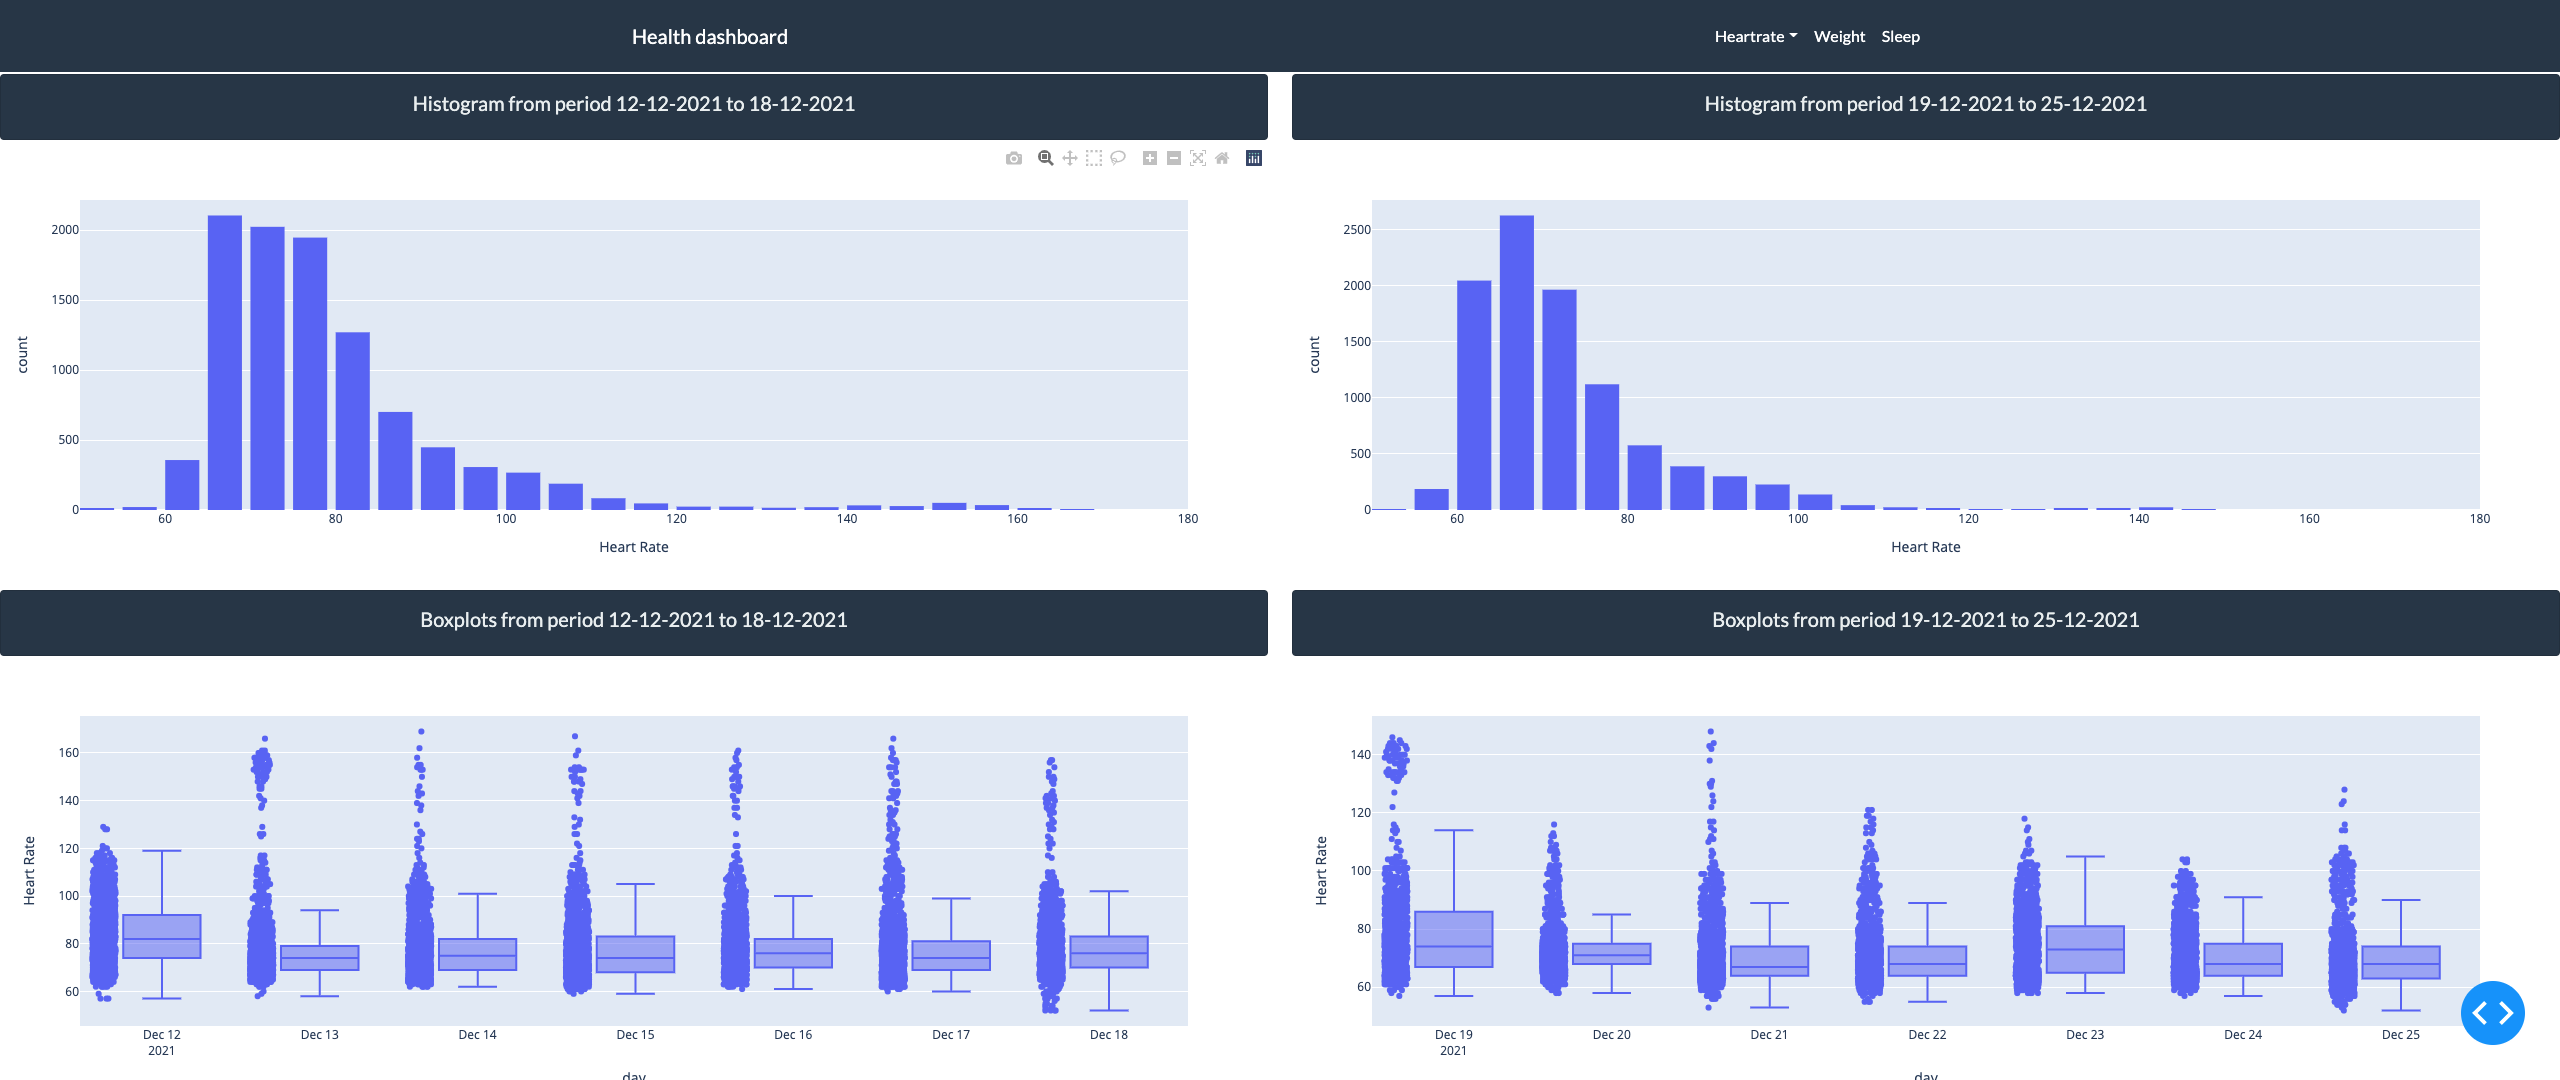 Health dashboard
Heartrate Weight Sleep
Histogram from period 12-12-2021 to 18-12-2021
2000
1500
1000
500
0
count
60 80 100 120 140 160 180
Heart Rate
Histogram from period 19-12-2021 to 25-12-2021
2500
2000
1500
1000
500
0
count
60 80 100 120 140 160 180
Heart Rate
Boxplots from period 12-12-2021 to 18-12-2021
160
140
120
100
80
60
Heart Rate
Dec 12 Dec 13 Dec 14 Dec 15 Dec 16 Dec 17 Dec 18
2021
day
Boxplots from period 19-12-2021 to 25-12-2021
140
120
100
80
60
Heart Rate
Dec 19 Dec 20 Dec 21 Dec 22 Dec 23 Dec 24 Dec 25
2021
day